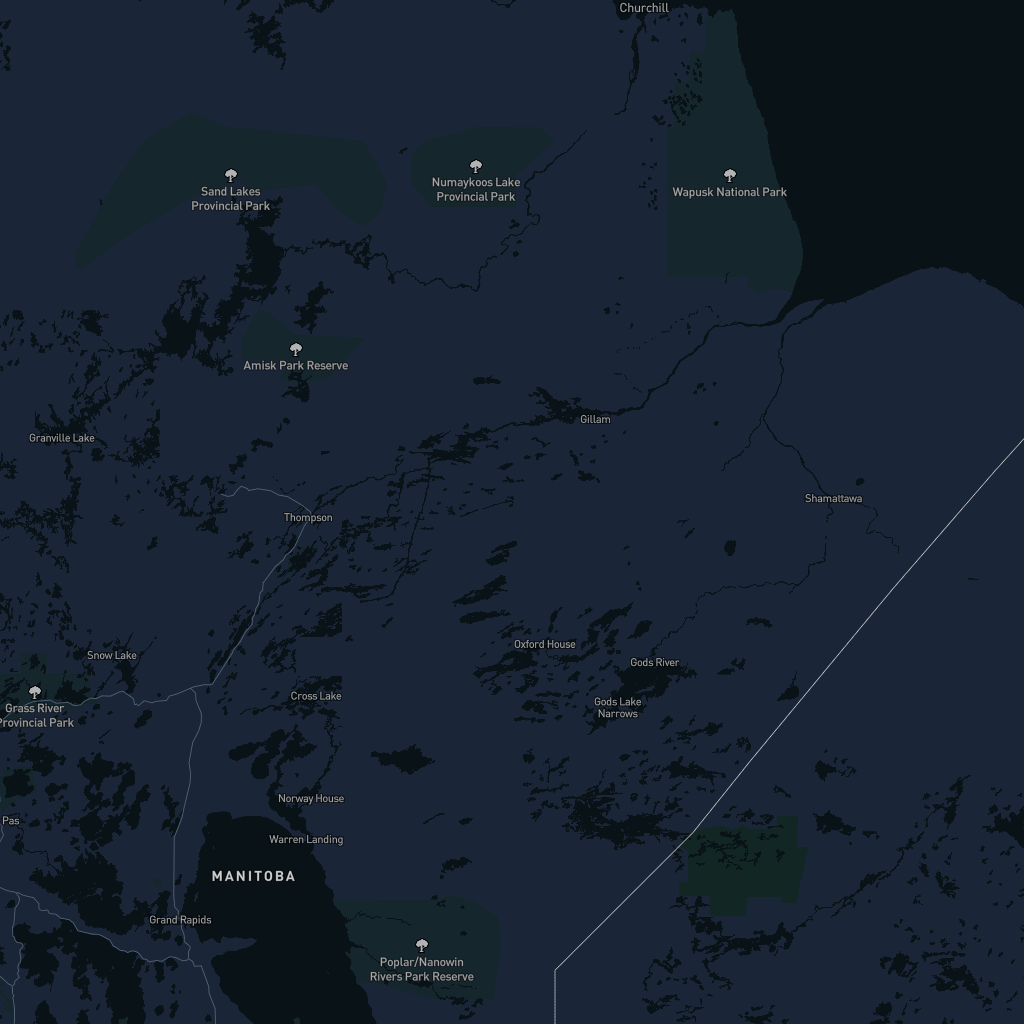 Churchill
Sand Lakes
Provincial Park
Numaykoos Lake
Provincial Park
Wapusk National Park
Amisk Park Reserve
Gillam
Granville Lake
Shamattawa
Thompson
Oxford House
Snow Lake
Gods River
Cross Lake
Gods Lake
Narrows
Grass River
Provincial Park
Norway House
Pas
Warren Landing
MANITOBA
Grand Rapids
Poplar/Nanowin
Rivers Park Reserve